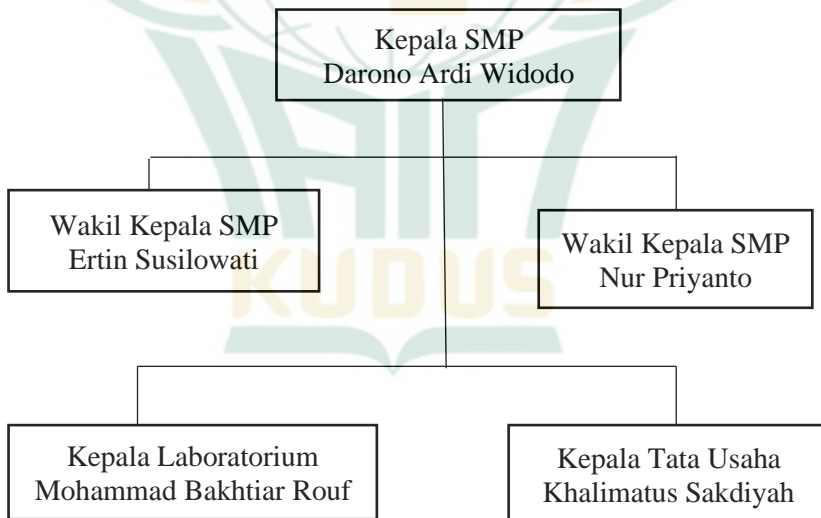 Kepala SMP
Darono Ardi Widodo
Wakil Kepala SMP
Ertin Susilowati
Wakil Kepala SMP
Nur Priyanto
KUDUS
Kepala Laboratorium
Mohammad Bakhtiar Rouf
Kepala Tata Usaha
Khalimatus Sakdiyah